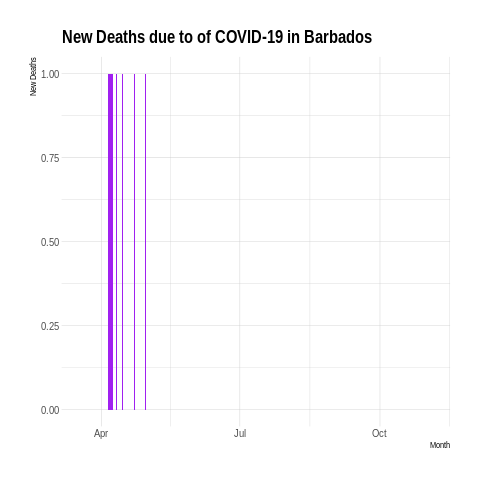 New Deaths due to of COVID-19 in Barbados
New Deaths
1.00
0.75
0.50
0.25
0.00
Apr Jul Oct
Month